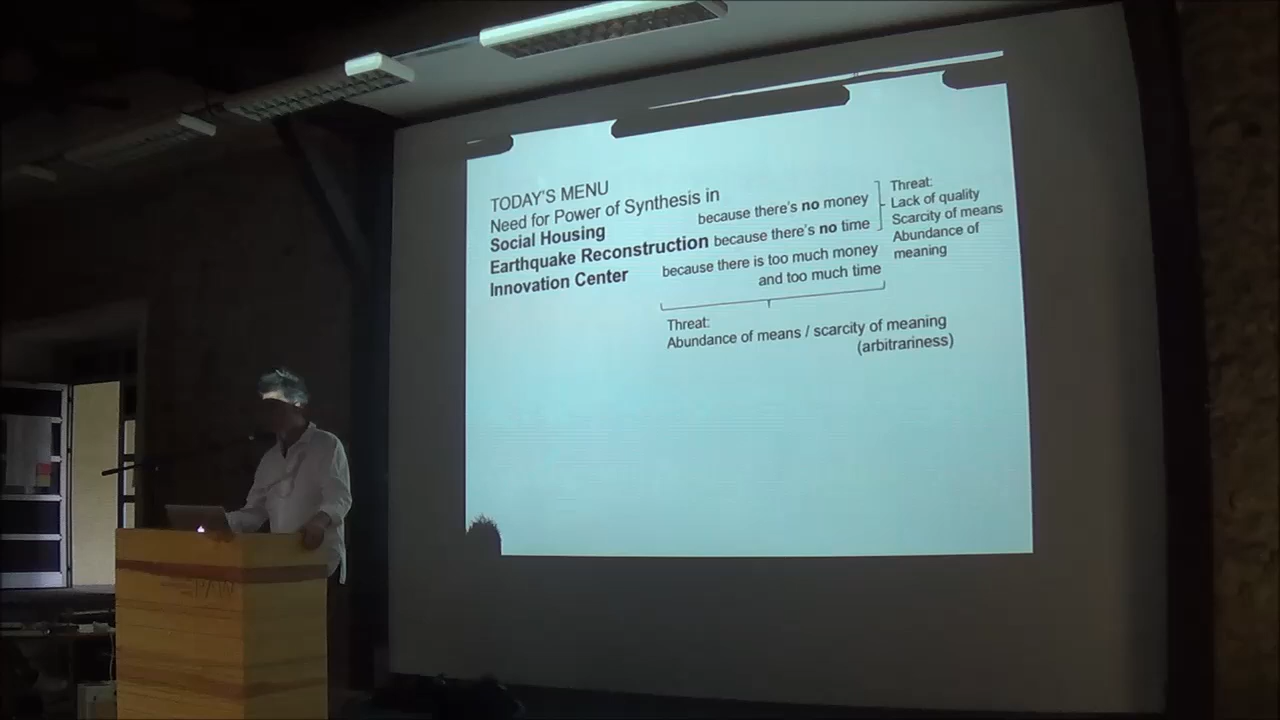 TODAY'S MENU
Need for Power of Synthesis in
Social Housing
because there's no money
Earthquake Reconstruction because there's no time
Innovation Center
because there is too much money
and too much time
Threat:
Lack of quality
Scarcity of means
Abundance of
meaning
Threat:
Abundance of means / scarcity of meaning
(arbitrariness)